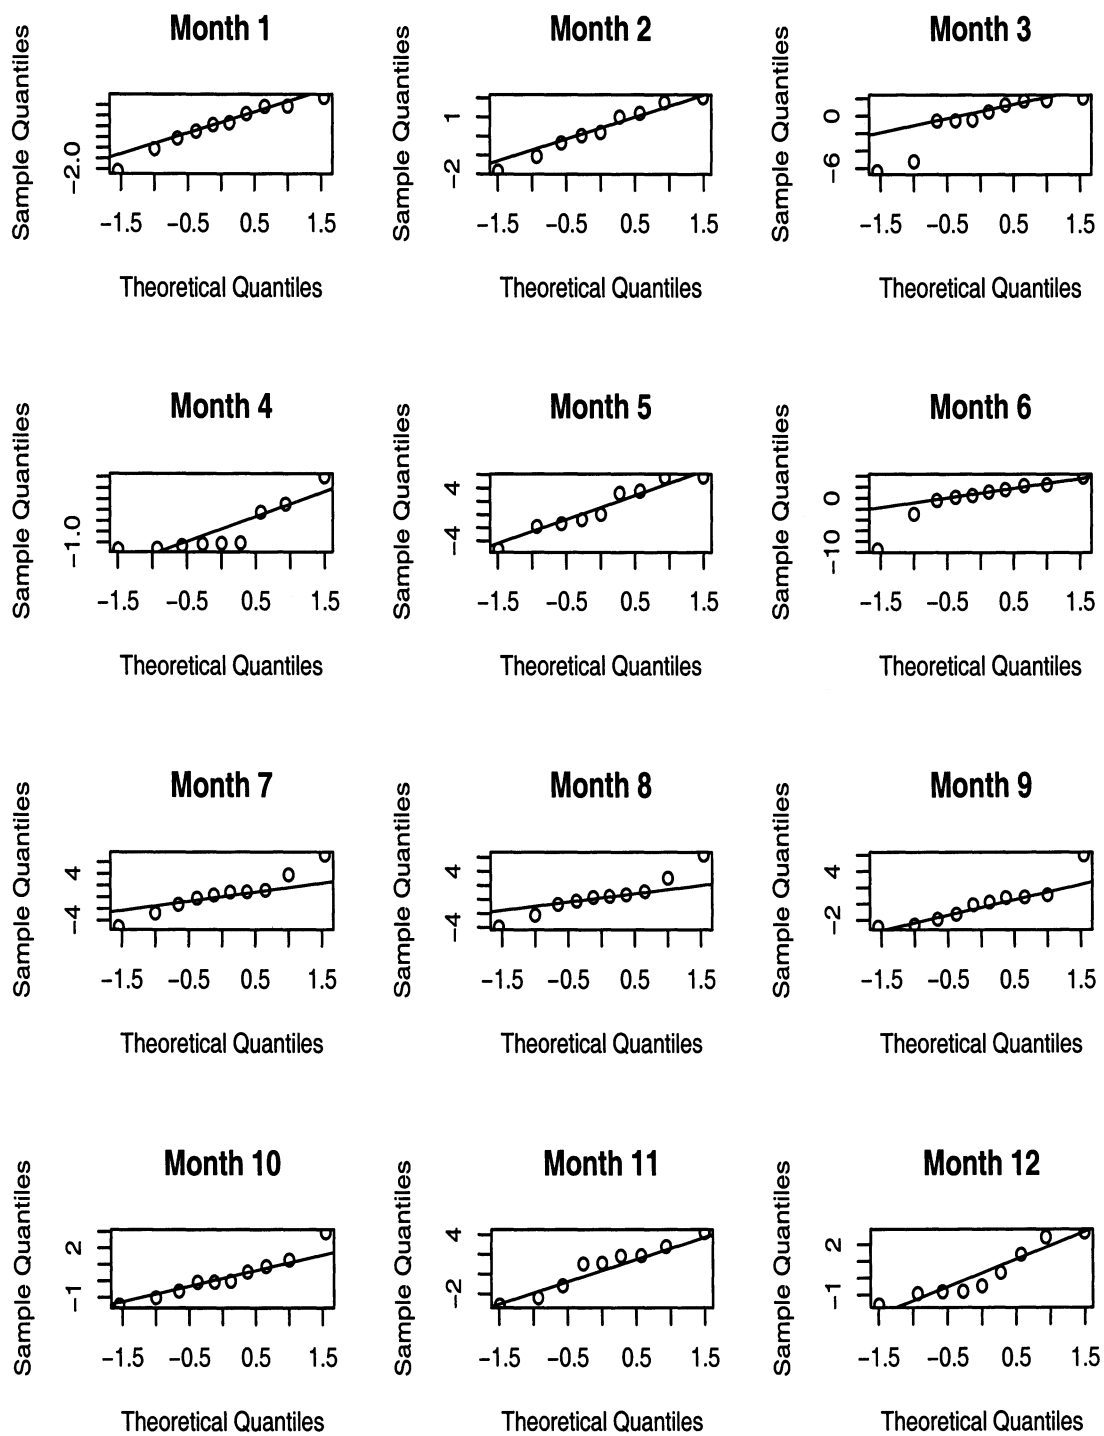 Month 1
Sample Quantiles
-2.0
-1.5 -0.5 0.5 1.5
Theoretical Quantiles
Month 2
Sample Quantiles
1
-2
-1.5 -0.5 0.5 1.5
Theoretical Quantiles
Month 3
Sample Quantiles
0
-6
-1.5 -0.5 0.5 1.5
Theoretical Quantiles
Month 4
Sample Quantiles
-1.0
-1.5 -0.5 0.5 1.5
Theoretical Quantiles
Month 5
Sample Quantiles
4
-4
-1.5 -0.5 0.5 1.5
Theoretical Quantiles
Month 6
Sample Quantiles
0
-10
-1.5 -0.5 0.5 1.5
Theoretical Quantiles
Month 7
Sample Quantiles
4
-4
-1.5 -0.5 0.5 1.5
Theoretical Quantiles
Month 8
Sample Quantiles
4
-4
-1.5 -0.5 0.5 1.5
Theoretical Quantiles
Month 9
Sample Quantiles
4
-2
-1.5 -0.5 0.5 1.5
Theoretical Quantiles
Month 10
Sample Quantiles
2
-1
-1.5 -0.5 0.5 1.5
Theoretical Quantiles
Month 11
Sample Quantiles
4
-2
-1.5 -0.5 0.5 1.5
Theoretical Quantiles
Month 12
Sample Quantiles
2
-1
-1.5 -0.5 0.5 1.5
Theoretical Quantiles